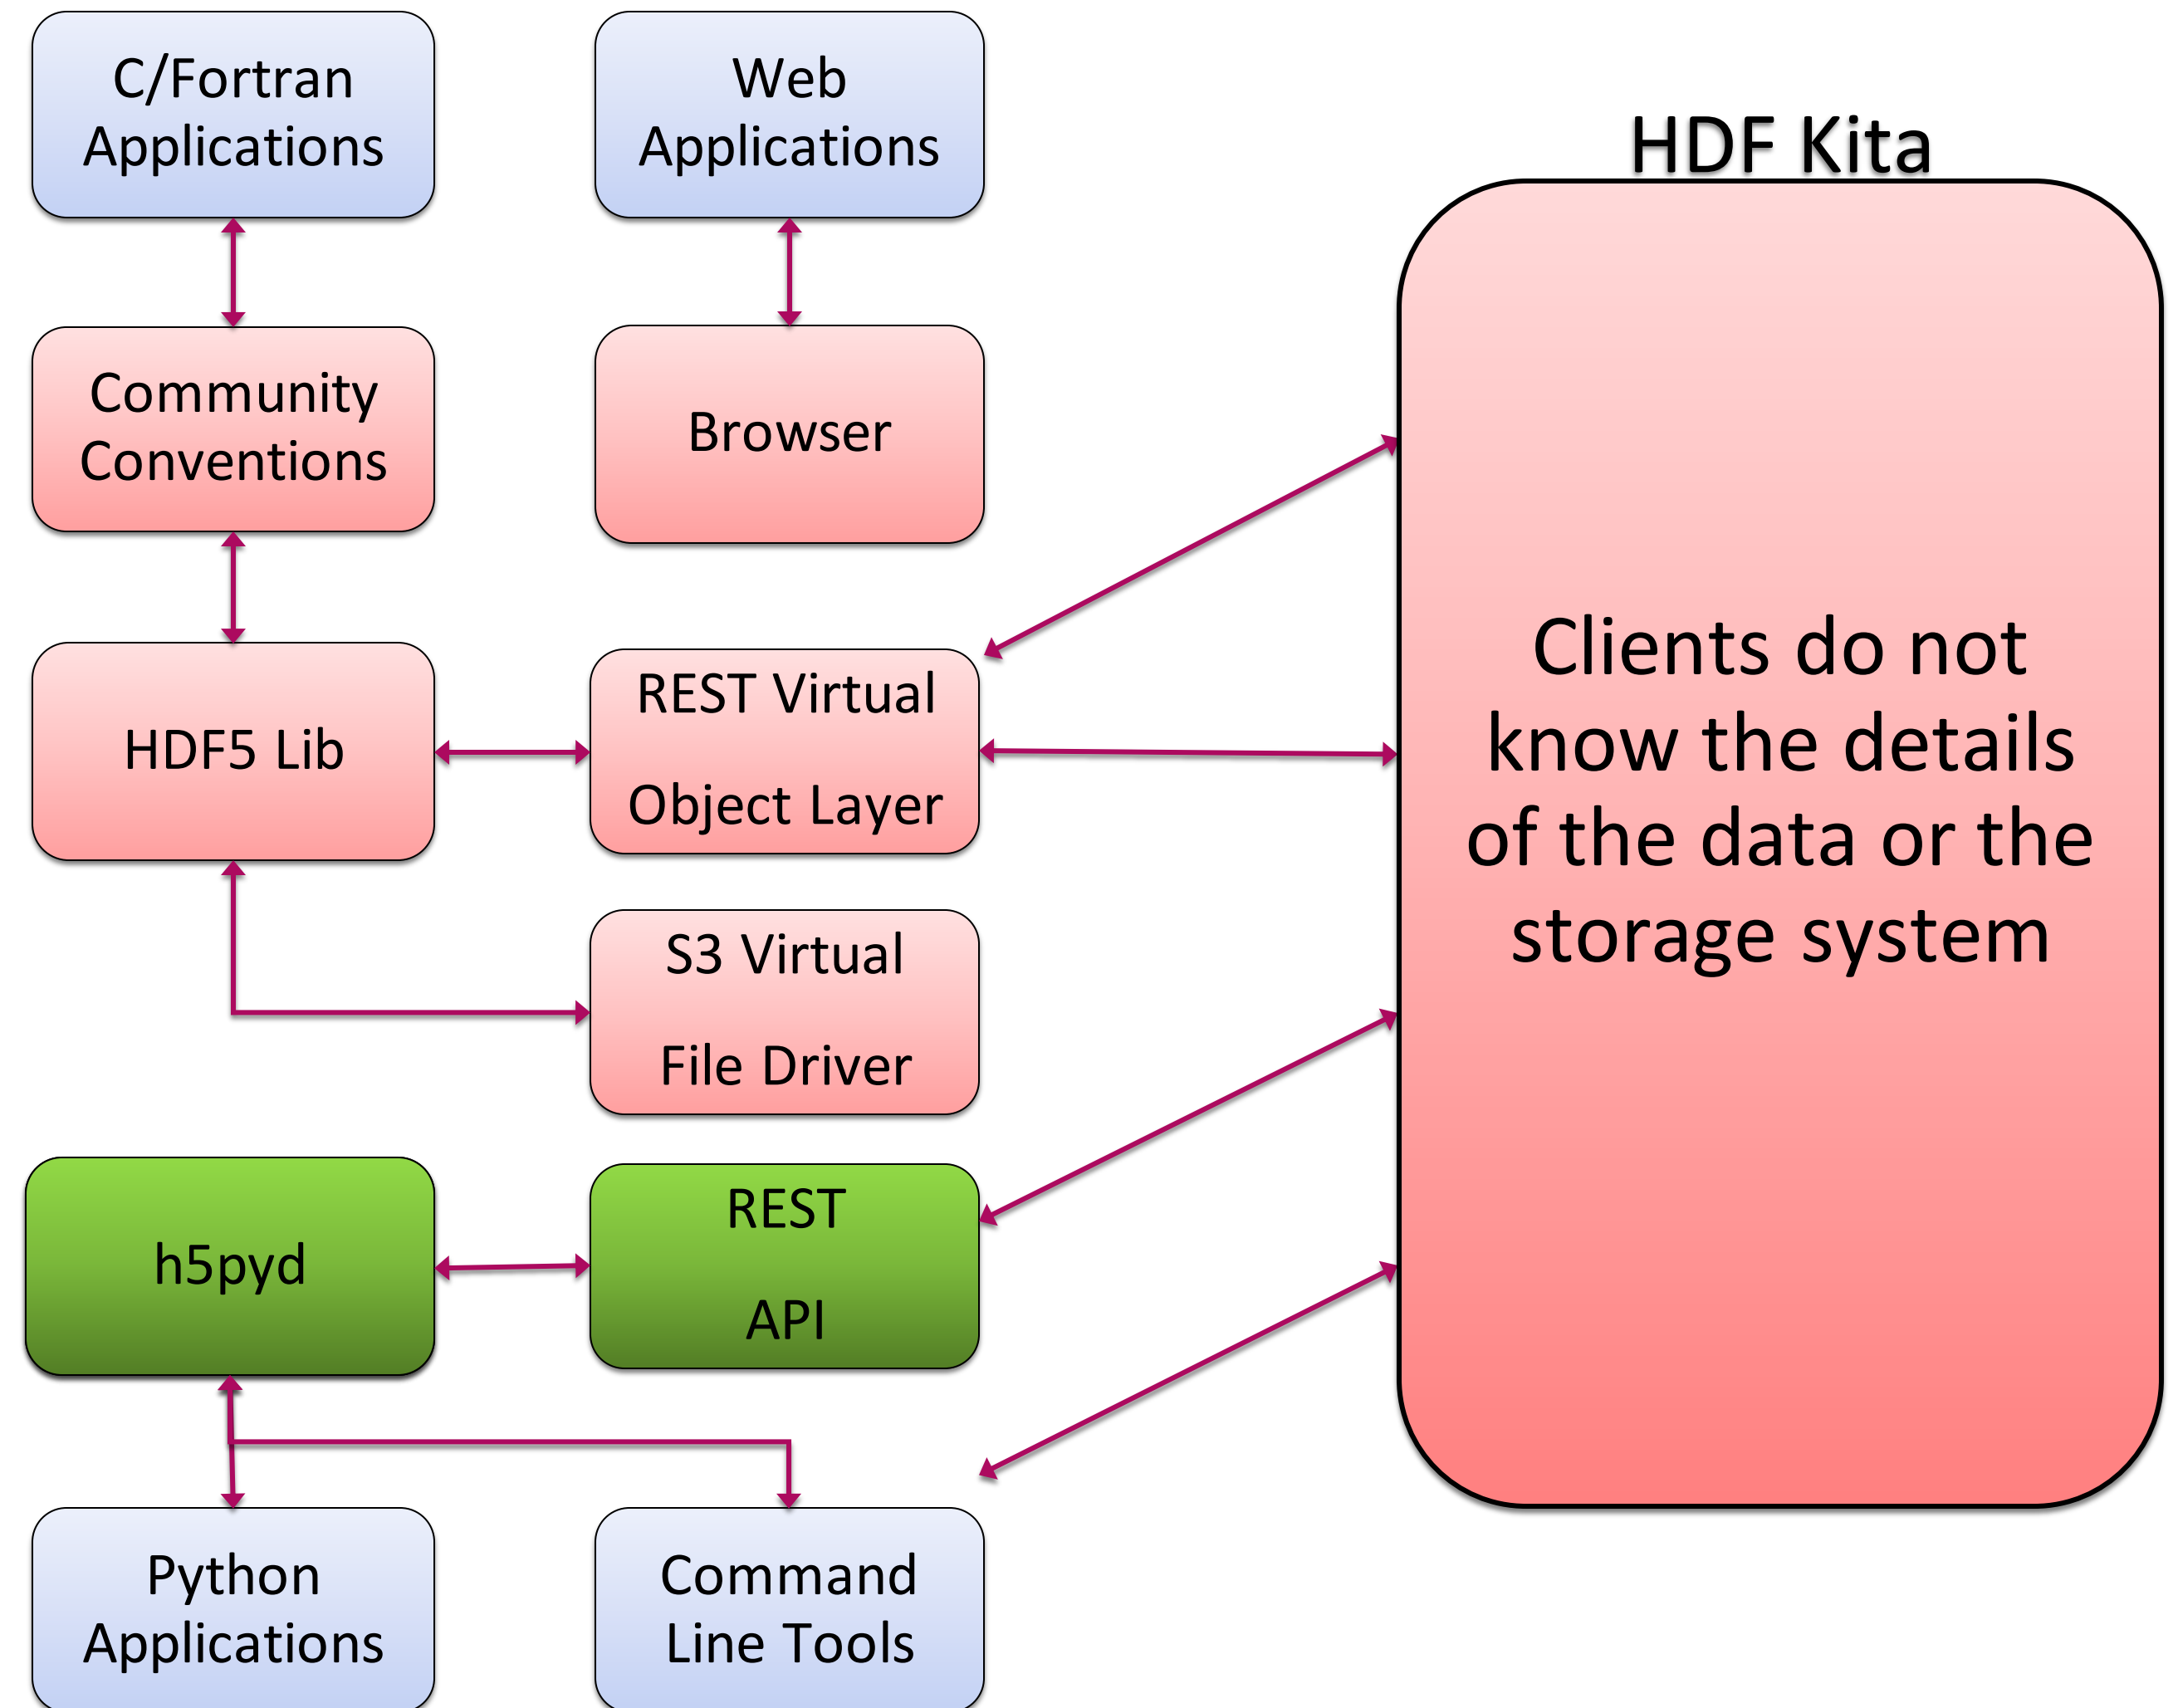 C/Fortran
Applications
Web
Applications
HDF Kita
Community
Conventions
Browser
HDF5 Lib
REST Virtual
Object Layer
Clients do not
know the details
of the data or the
storage system
S3 Virtual
File Driver
h5pyd
REST
API
Python
Applications
Command
Line Tools